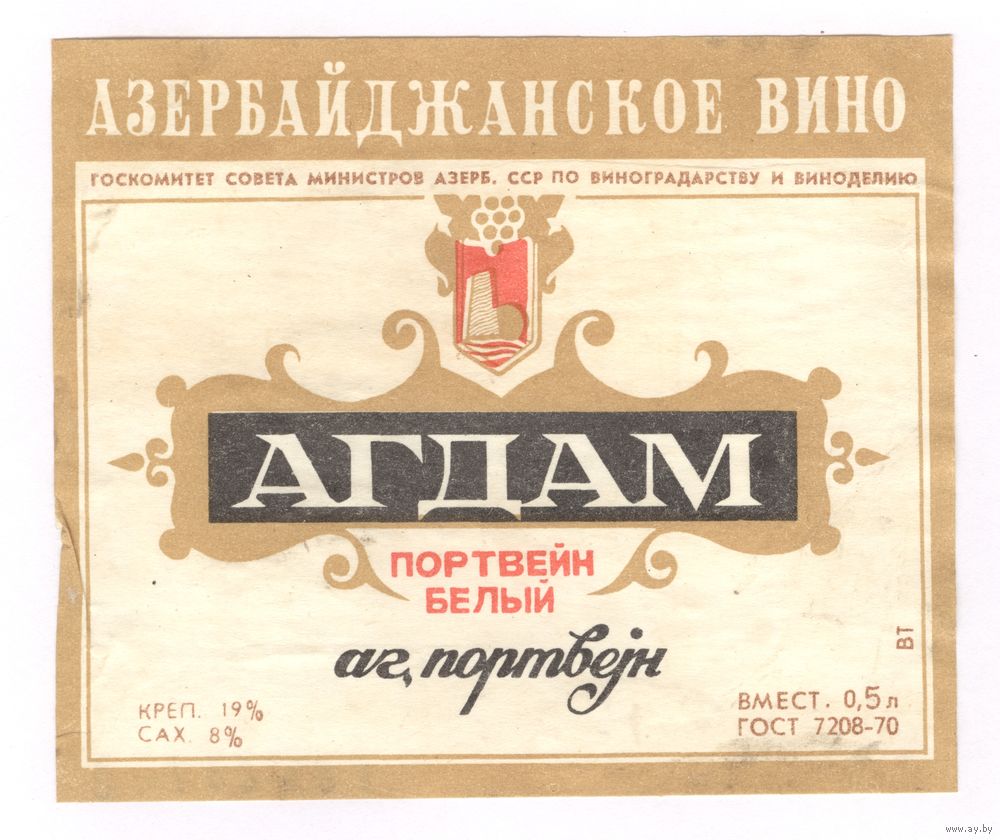 АЗЕРБАЙДЖАНСКОЕ ВИНО
ГОСКОМИТЕТ СОВЕТА МИНИСТРОВ АЗЕРБ. ССР ПО ВИНОГРАДАРСТВУ И ВИНОДЕЛИЮ
АГДАМ
ПОРТВЕЙН
БЕЛЫЙ
аг, портвејн
ВТ
КРЕП. 19%
САХ. 8%
ВМЕСТ. 0,5 л
ГОСТ 7208-70
www.ay.by